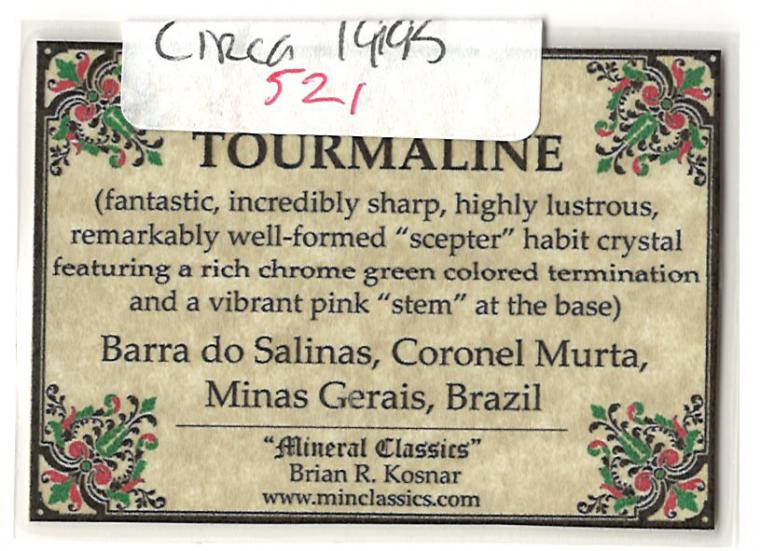 Circa 1995
521
TOURMALINE
(fantastic, incredibly sharp, highly lustrous,
remarkably well-formed “scepter” habit crystal
featuring a rich chrome green colored termination
and a vibrant pink “stem” at the base)
Barra do Salinas, Coronel Murta,
Minas Gerais, Brazil
“Mineral Classics”
Brian R. Kosnar
www.minclassics.com